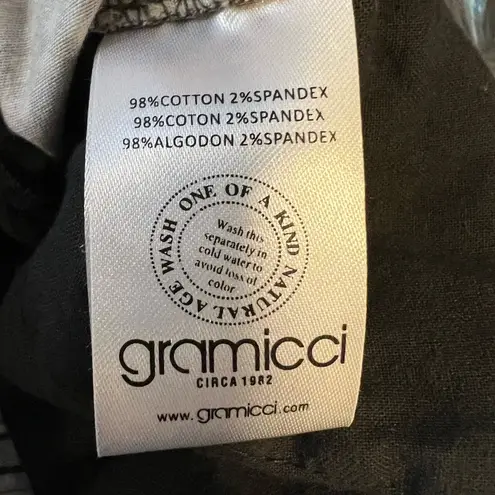 98%COTTON 2%SPANDEX
98%COTON 2%SPANDEX
98%ALGODON 2%SPANDEX
ONE OF A KIND NATURAL AGE WASH
Wash this
separately in
cold water to
avoid loss of
color
gramicci
CIRCA 1982
www.gramicci.com